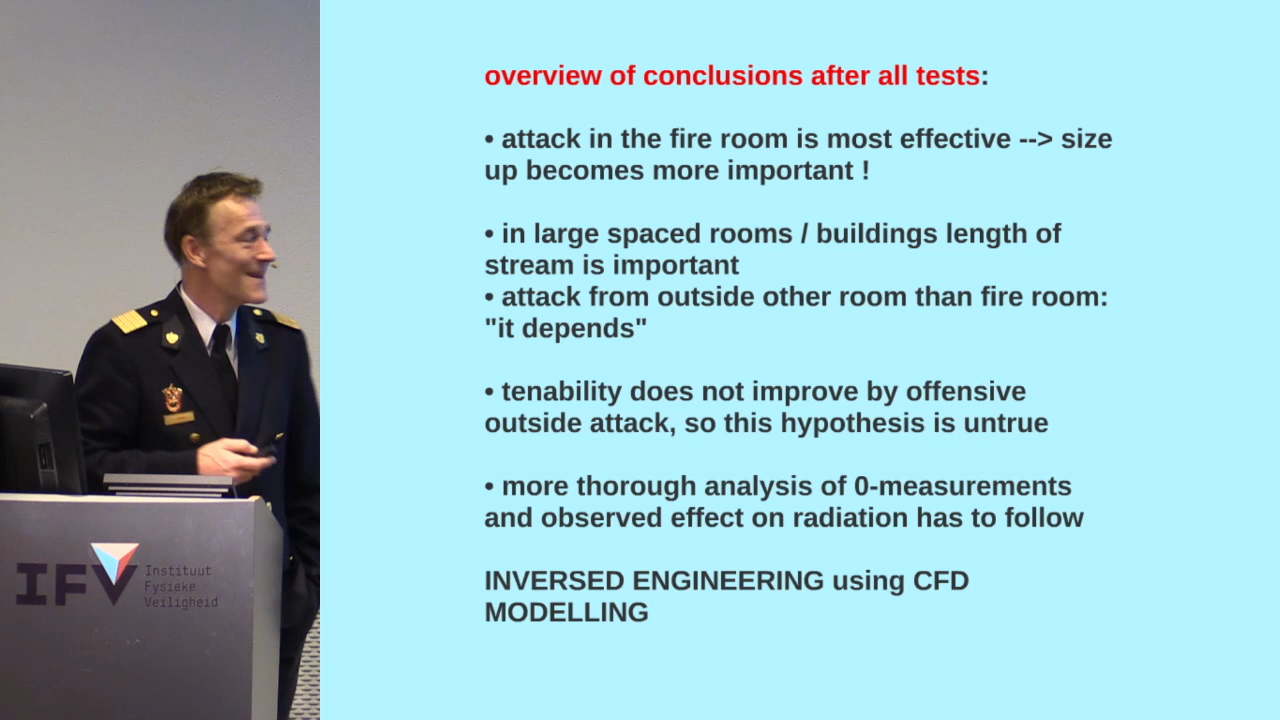 overview of conclusions after all tests:
• attack in the fire room is most effective --> size
up becomes more important !
• in large spaced rooms / buildings length of
stream is important
• attack from outside other room than fire room:
"it depends"
• tenability does not improve by offensive
outside attack, so this hypothesis is untrue
• more thorough analysis of 0-measurements
and observed effect on radiation has to follow
INVERSED ENGINEERING using CFD
MODELLING
IFV
Instituut
Fysieke
Veiligheid